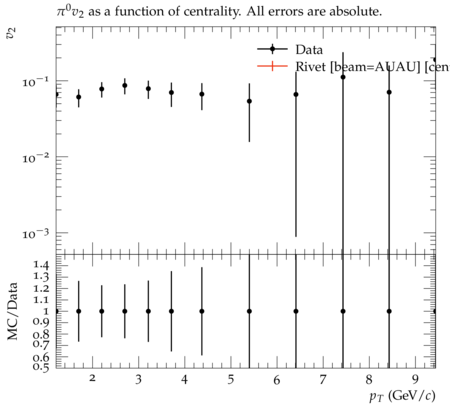 π⁰v₂ as a function of centrality. All errors are absolute.
v₂
Data
Rivet [beam=AUAU] [cen
10⁻¹
10⁻²
10⁻³
MC/Data
1.4
1.3
1.2
1.1
1
0.9
0.8
0.7
0.6
0.5
2 3 4 5 6 7 8 9
p_T (GeV/c)